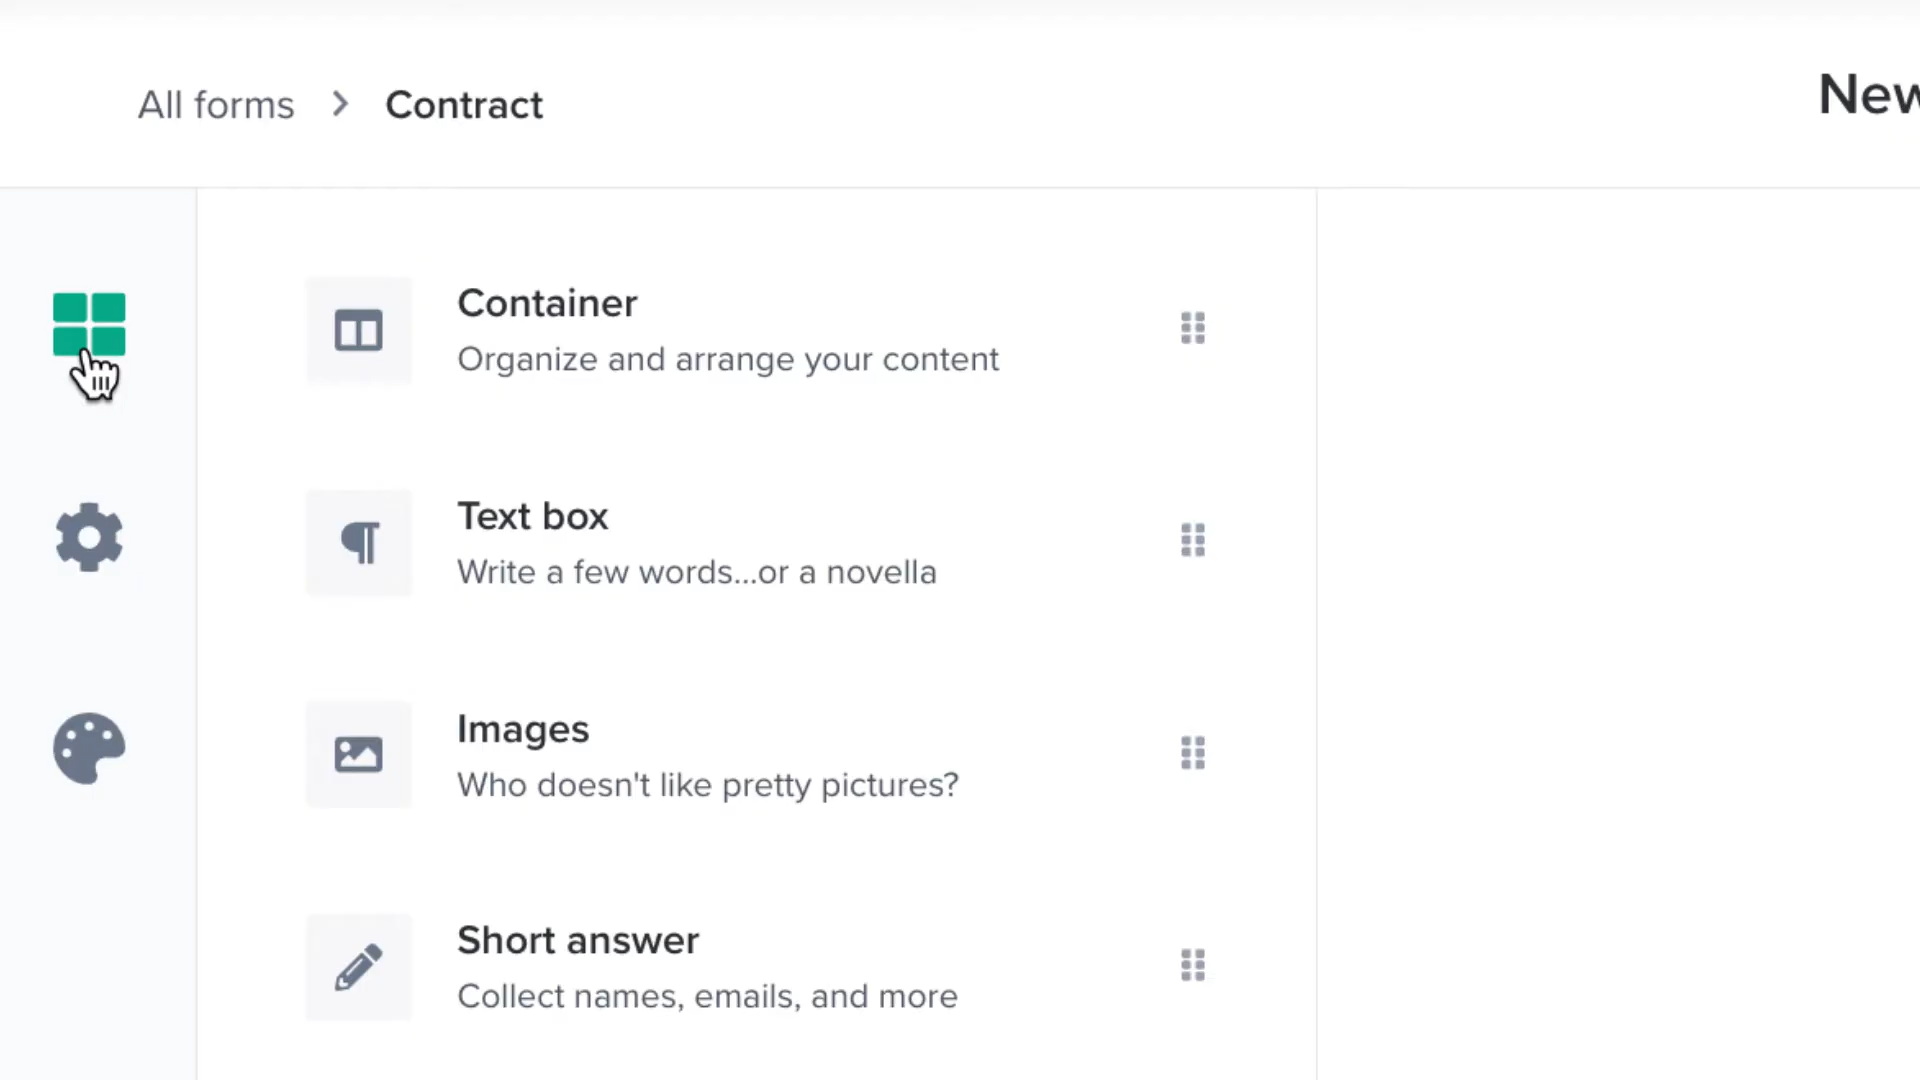 All forms > Contract
New
Container
Organize and arrange your content
Text box
Write a few words...or a novella
Images
Who doesn't like pretty pictures?
Short answer
Collect names, emails, and more